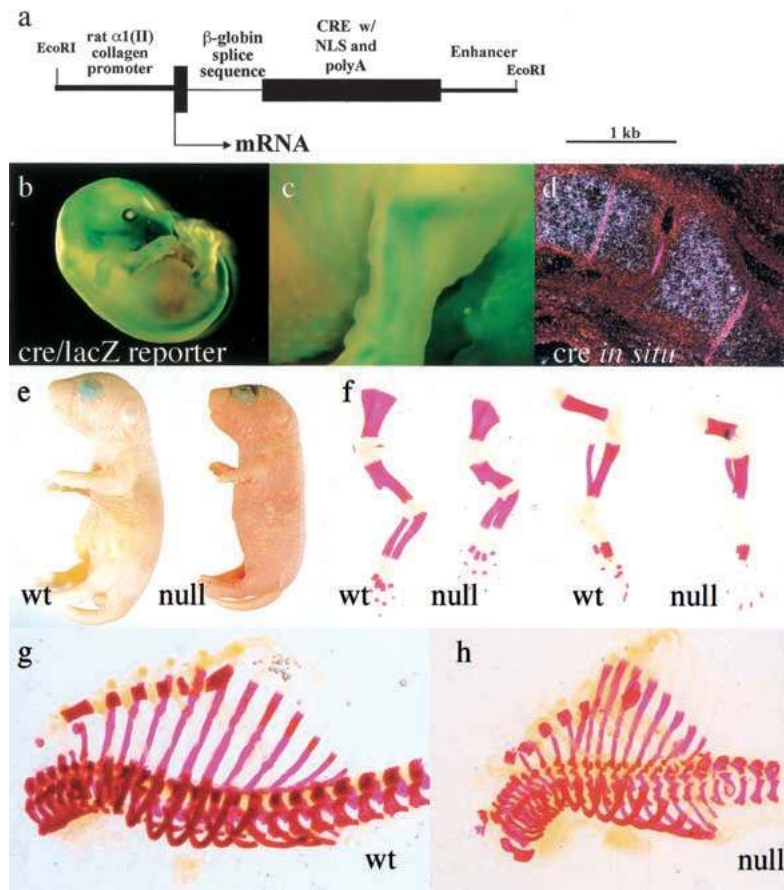 a
EcoRI
rat α1(II)
collagen
promoter
β-globin
splice
sequence
CRE w/
NLS and
polyA
Enhancer
EcoRI
mRNA
1 kb
b
c
d
cre/lacZ reporter
cre in situ
e
f
wt
null
wt
null
wt
null
g
h
wt
null